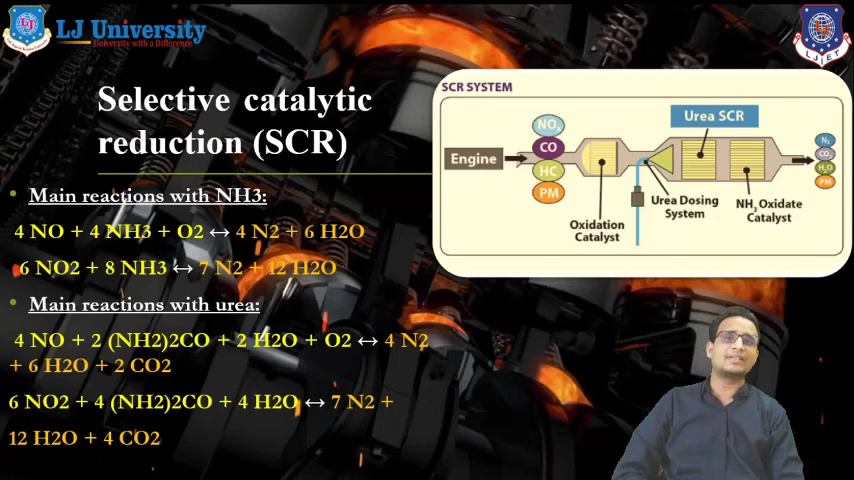 LJ University
University with a Difference
LJIET
Selective catalytic
reduction (SCR)
• Main reactions with NH3:
4 NO + 4 NH3 + O2 ↔ 4 N2 + 6 H2O
6 NO2 + 8 NH3 ↔ 7 N2 + 12 H2O
• Main reactions with urea:
4 NO + 2 (NH2)2CO + 2 H2O + O2 ↔ 4 N2
+ 6 H2O + 2 CO2
6 NO2 + 4 (NH2)2CO + 4 H2O ↔ 7 N2 +
12 H2O + 4 CO2
SCR SYSTEM
Urea SCR
Engine
NOx
CO
HC
PM
Oxidation
Catalyst
Urea Dosing
System
NH3 Oxidate
Catalyst
N2
CO2
H2O
PM